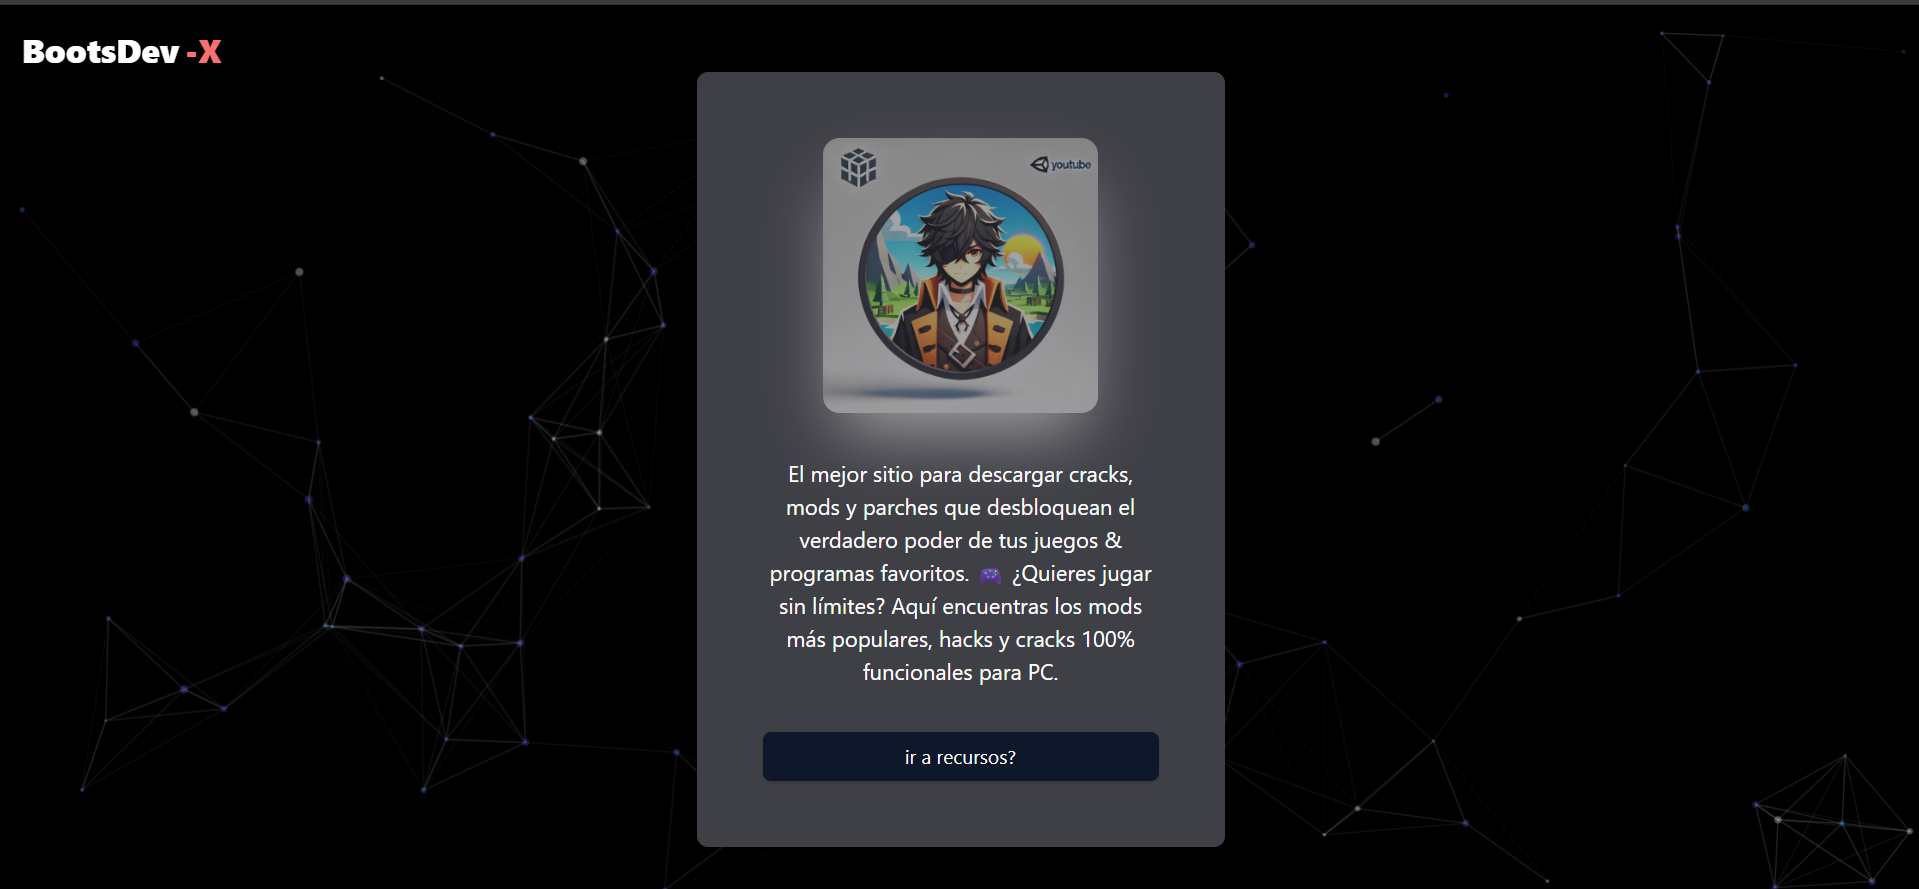 BootsDev -X
youtube
El mejor sitio para descargar cracks,
mods y parches que desbloquean el
verdadero poder de tus juegos &
programas favoritos. 🎮 ¿Quieres jugar
sin límites? Aquí encuentras los mods
más populares, hacks y cracks 100%
funcionales para PC.
ir a recursos?